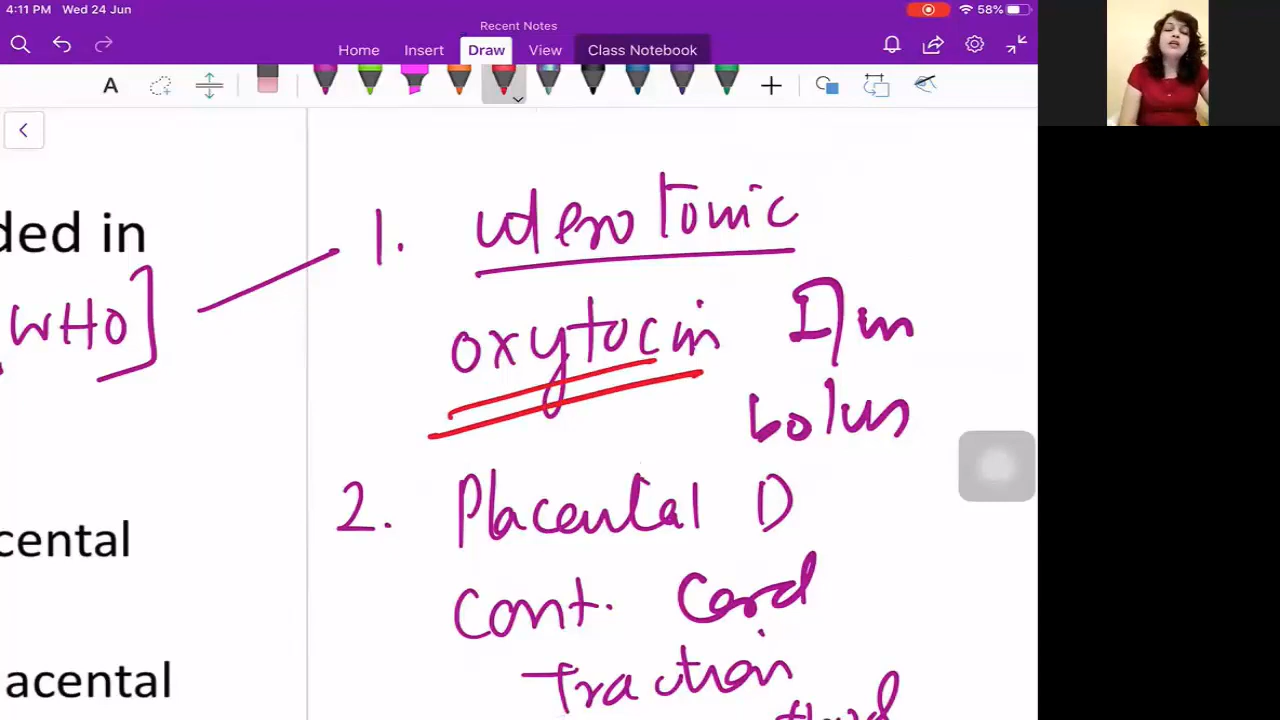 4:11 PM Wed 24 Jun
58%
Recent Notes
Home Insert Draw View Class Notebook
A
ded in
WHO]
cental
acental
1. uterotonic
oxytocin I/m
bolus
2. Placental D
Cont. Cord
Traction